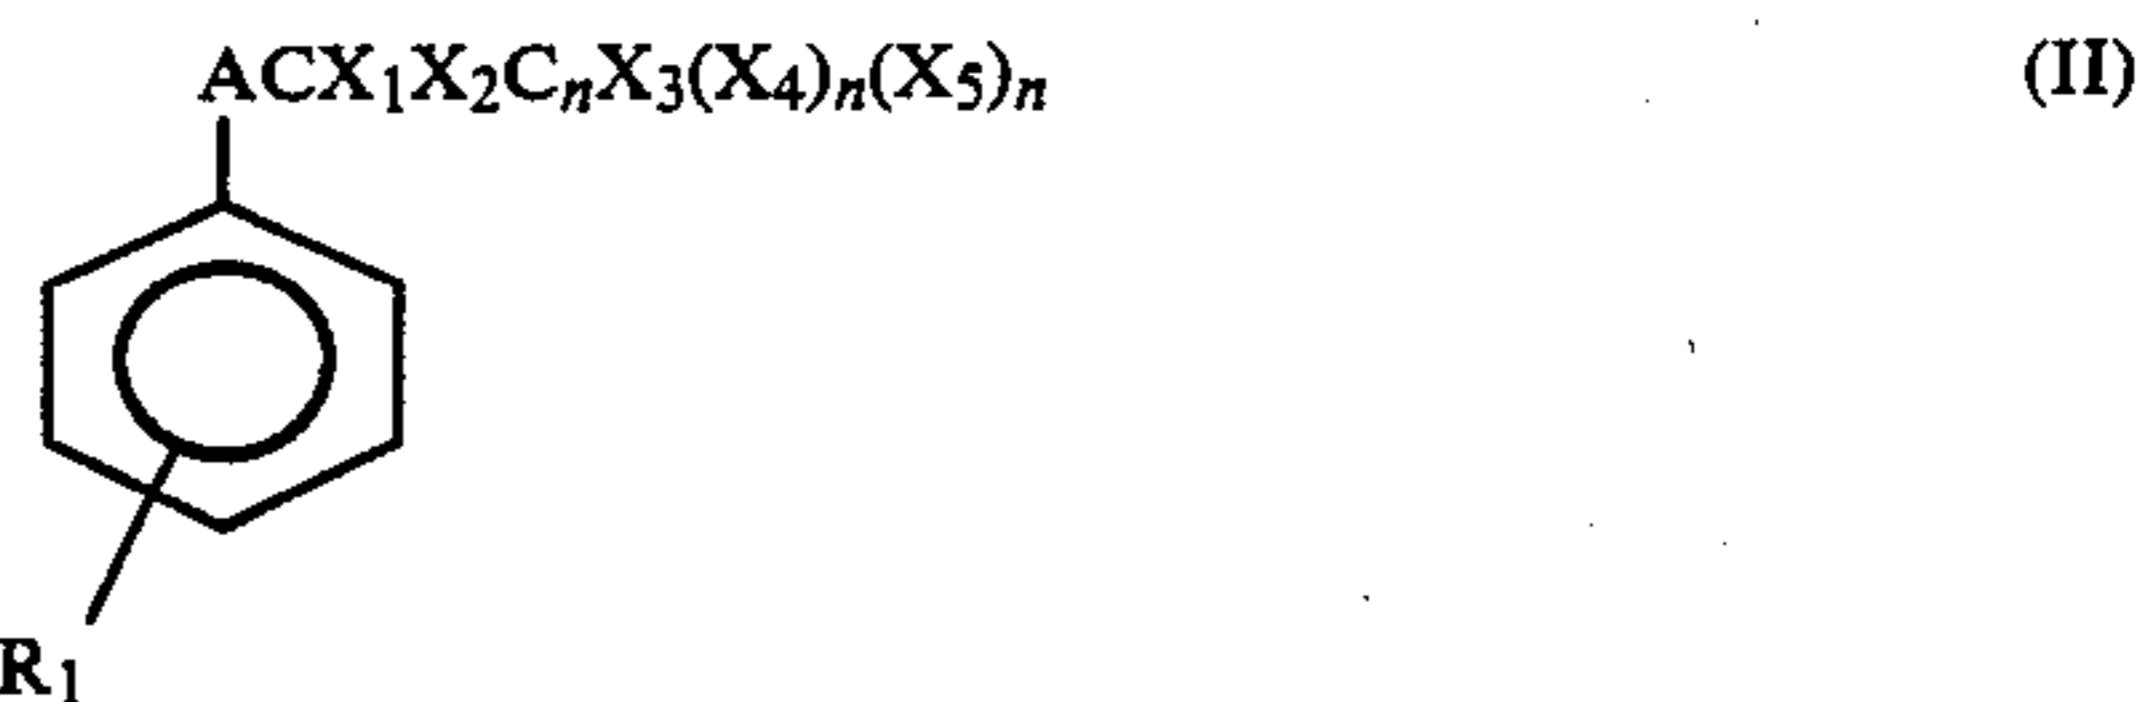 ACX₁X₂CₙX₃(X₄)ₙ(X₅)ₙ (II)
R₁